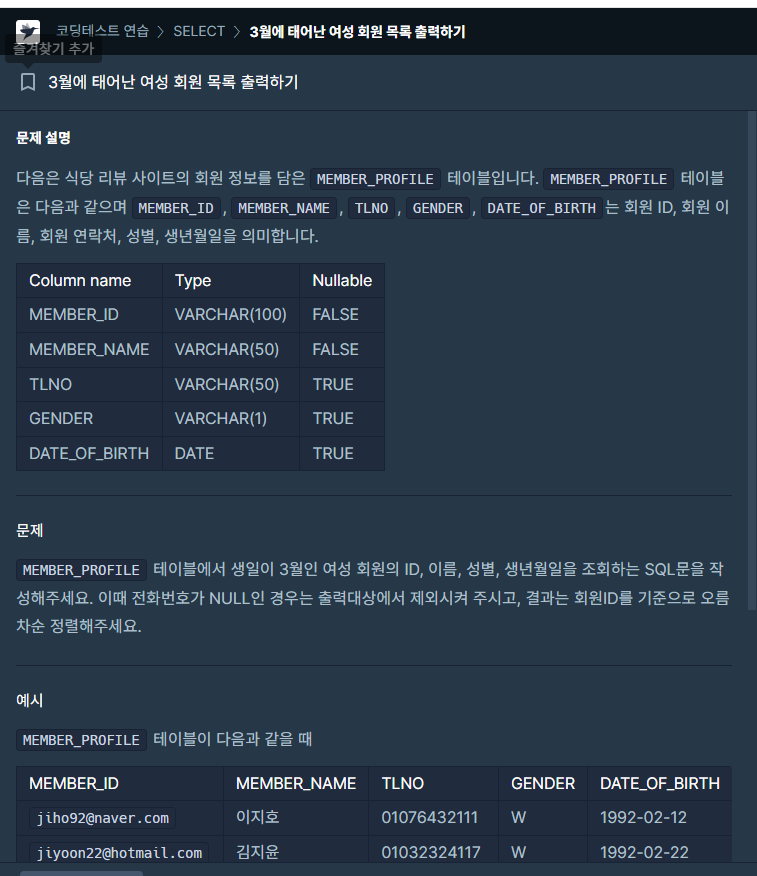 코딩테스트 연습 > SELECT > 3월에 태어난 여성 회원 목록 출력하기
즐겨찾기 추가
3월에 태어난 여성 회원 목록 출력하기
문제 설명
다음은 식당 리뷰 사이트의 회원 정보를 담은 MEMBER_PROFILE 테이블입니다. MEMBER_PROFILE 테이블
은 다음과 같으며 MEMBER_ID, MEMBER_NAME, TLNO, GENDER, DATE_OF_BIRTH는 회원 ID, 회원 이
름, 회원 연락처, 성별, 생년월일을 의미합니다.
Column name Type Nullable
MEMBER_ID VARCHAR(100) FALSE
MEMBER_NAME VARCHAR(50) FALSE
TLNO VARCHAR(50) TRUE
GENDER VARCHAR(1) TRUE
DATE_OF_BIRTH DATE TRUE
문제
MEMBER_PROFILE 테이블에서 생일이 3월인 여성 회원의 ID, 이름, 성별, 생년월일을 조회하는 SQL문을 작
성해주세요. 이때 전화번호가 NULL인 경우는 출력대상에서 제외시켜 주시고, 결과는 회원ID를 기준으로 오름
차순 정렬해주세요.
예시
MEMBER_PROFILE 테이블이 다음과 같을 때
MEMBER_ID MEMBER_NAME TLNO GENDER DATE_OF_BIRTH
jiho92@naver.com 이지호 01076432111 W 1992-02-12
jiyoon22@hotmail.com 김지윤 01032324117 W 1992-02-22